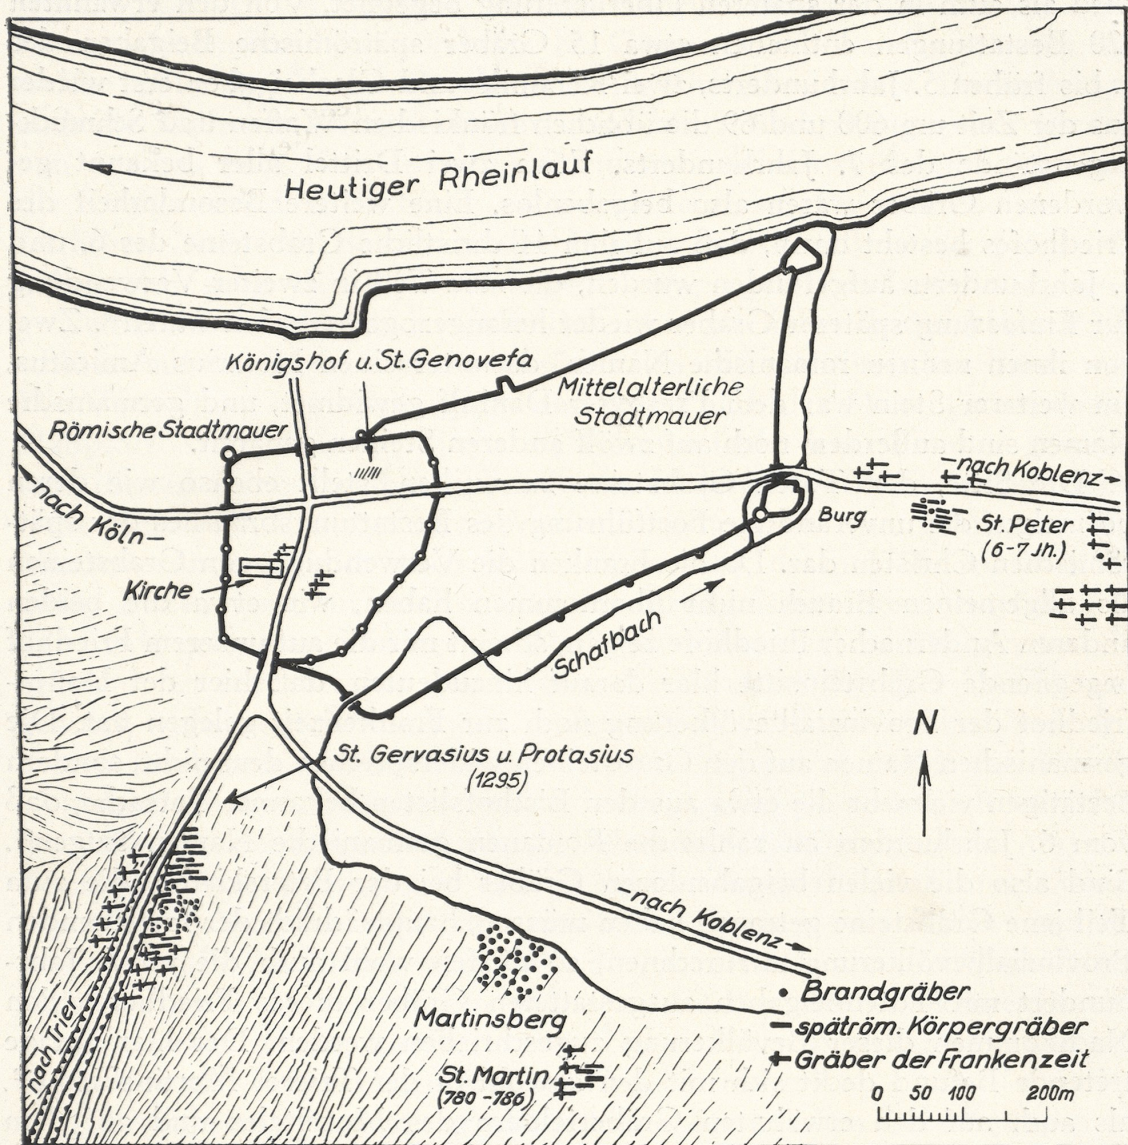 Heutiger Rheinlauf
Königshof u. St. Genovefa
Mittelalterliche
Stadtmauer
Römische Stadtmauer
nach Koblenz
nach Köln
Burg
St. Peter
(6-7 Jh.)
Kirche
Schafbach
N
St. Gervasius u Protasius
(1295)
nach Koblenz
Brandgräber
Martinsberg
spätröm. Körpergräber
nach Trier
Gräber der Frankenzeit
St. Martin
(780-786)
0 50 100 200m